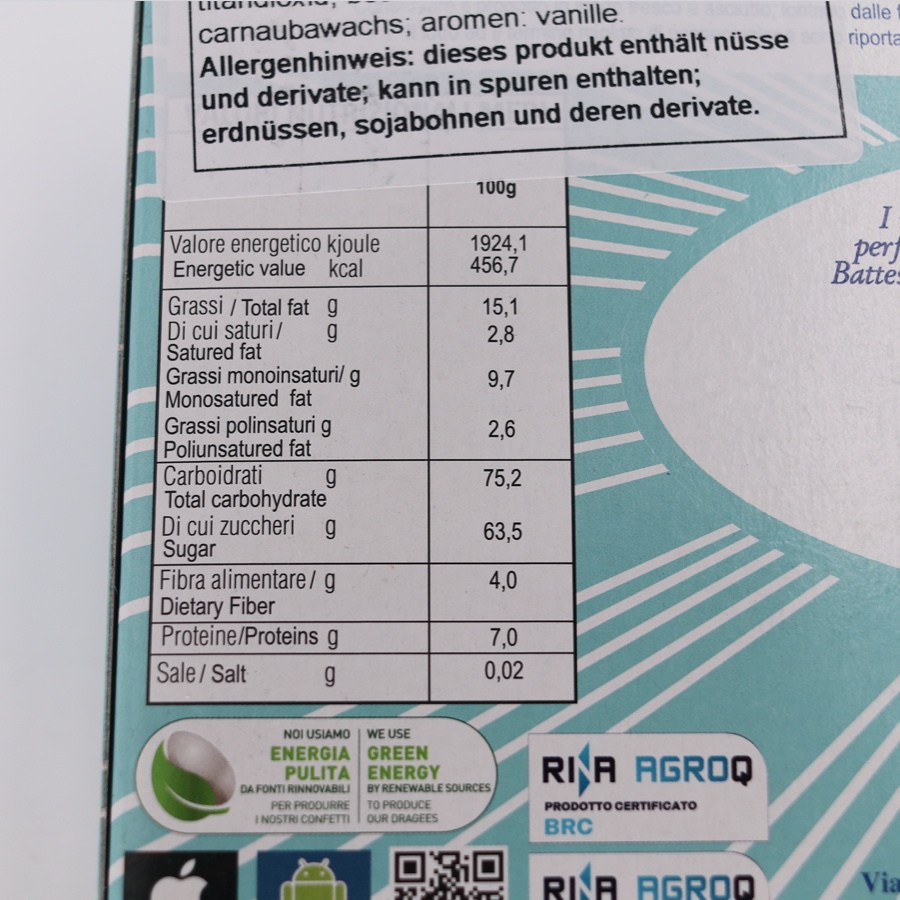 carnaubawachs; aromen: vanille.
Allergenhinweis: dieses produkt enthält nüsse
und derivate; kann in spuren enthalten;
erdnüssen, sojabohnen und deren derivate.
dalle
riporta
100g
Valore energetico kjoule 1924,1
Energetic value kcal 456,7
Grassi / Total fat g 15,1
Di cui saturi/ g 2,8
Satured fat
Grassi monoinsaturi/ g 9,7
Monosatured fat
Grassi polinsaturi g 2,6
Poliunsatured fat
Carboidrati g 75,2
Total carbohydrate
Di cui zuccheri g 63,5
Sugar
Fibra alimentare/ g 4,0
Dietary Fiber
Proteine/Proteins g 7,0
Sale/ Salt g 0,02
I
perf
Battes
NOI USIAMO
ENERGIA
PULITA
DA FONTI RINNOVABILI
PER PRODURRE
I NOSTRI CONFETTI
WE USE
GREEN
ENERGY
BY RENEWABLE SOURCES
TO PRODUCE
OUR DRAGEES
RINA AGROQ
PRODOTTO CERTIFICATO
BRC
RINA AGROQ
Via